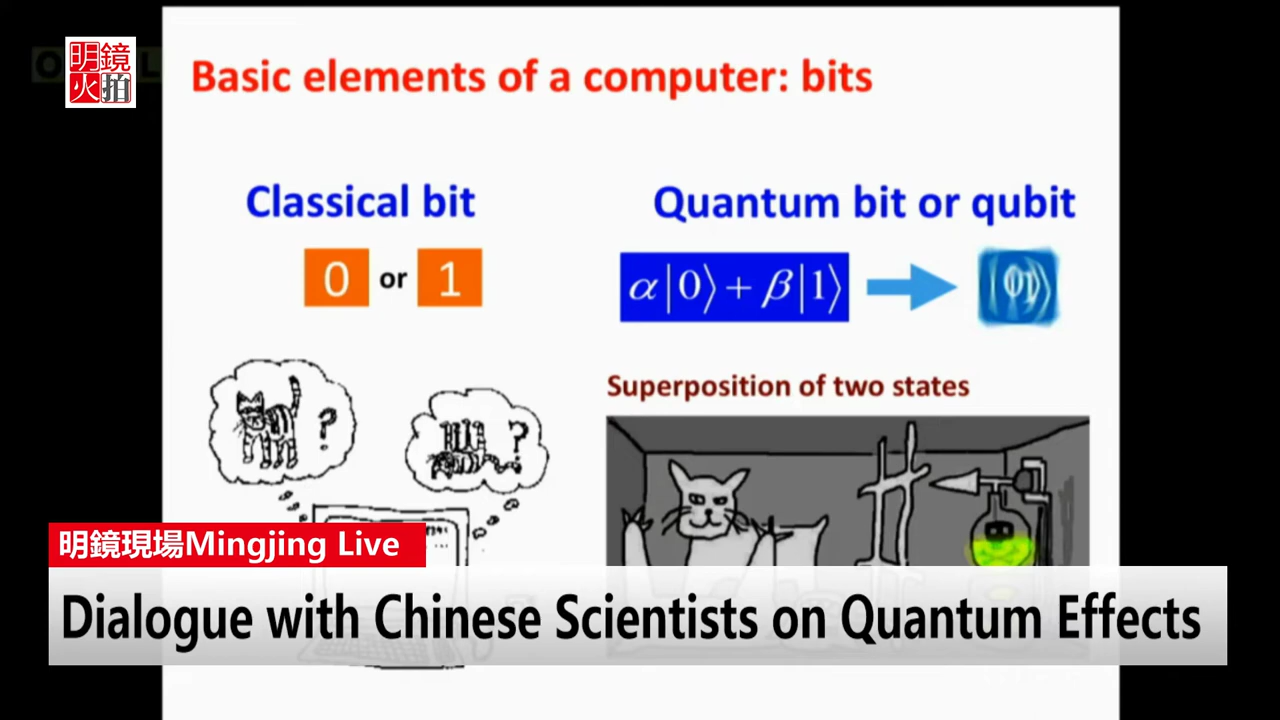 明鏡
火拍
Basic elements of a computer: bits
Classical bit
Quantum bit or qubit
0 or 1
α|0⟩ + β|1⟩
Superposition of two states
?
?
明鏡現場Mingjing Live
Dialogue with Chinese Scientists on Quantum Effects